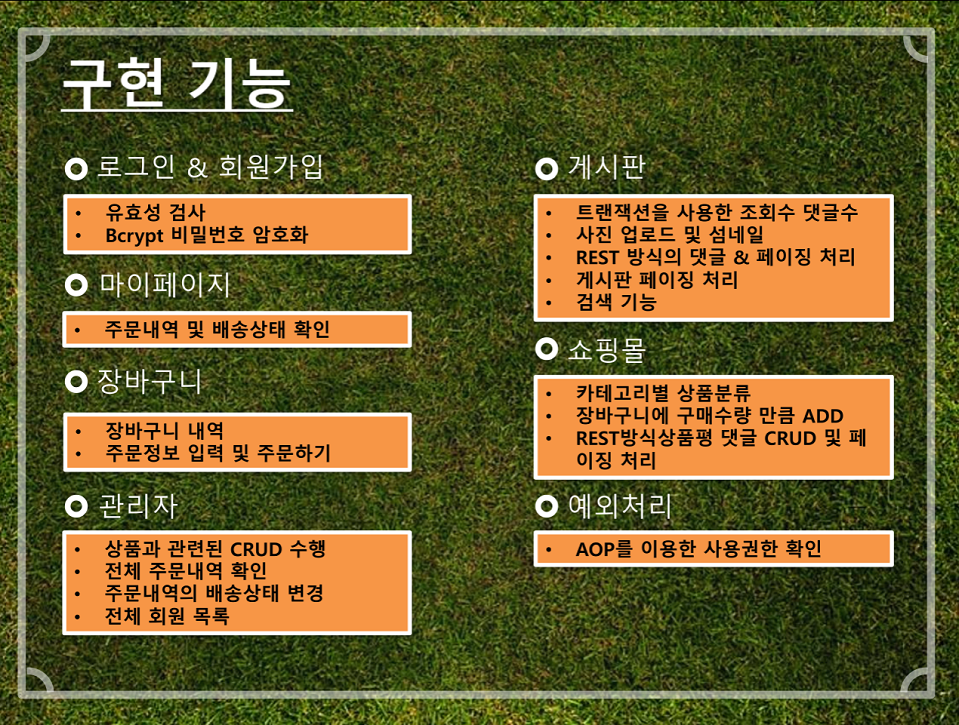 구현 기능
로그인 & 회원가입
• 유효성 검사
• Bcrypt 비밀번호 암호화
마이페이지
• 주문내역 및 배송상태 확인
장바구니
• 장바구니 내역
• 주문정보 입력 및 주문하기
관리자
• 상품과 관련된 CRUD 수행
• 전체 주문내역 확인
• 주문내역의 배송상태 변경
• 전체 회원 목록
게시판
• 트랜잭션을 사용한 조회수 댓글수
• 사진 업로드 및 섬네일
• REST 방식의 댓글 & 페이징 처리
• 게시판 페이징 처리
• 검색 기능
쇼핑몰
• 카테고리별 상품분류
• 장바구니에 구매수량 만큼 ADD
• REST방식상품평 댓글 CRUD 및 페
이징 처리
예외처리
• AOP를 이용한 사용권한 확인